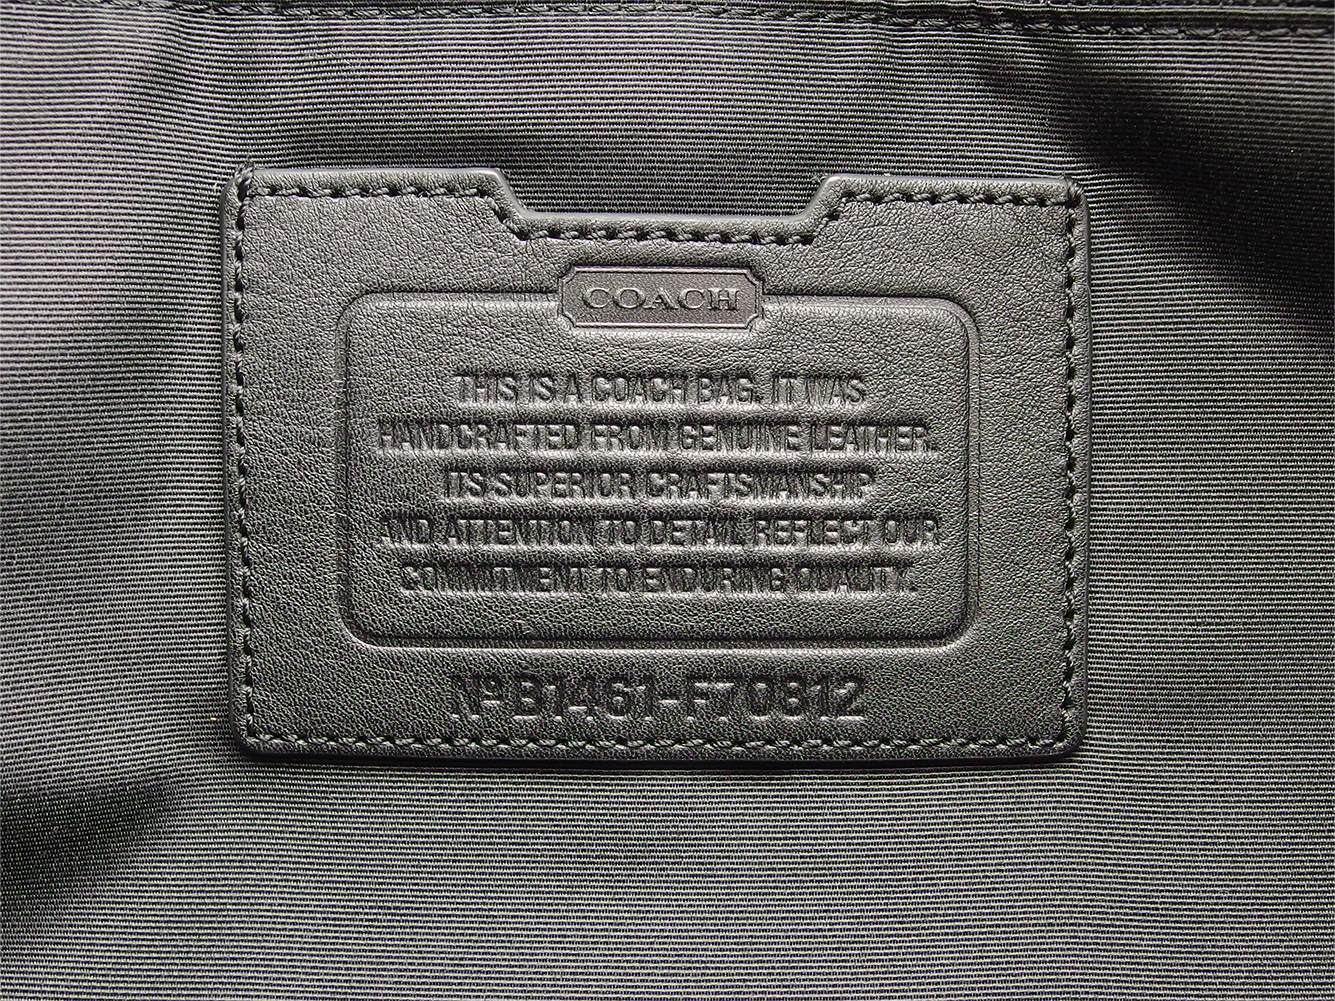 COACH
THIS IS A COACH BAG. IT WAS
HANDCRAFTED FROM GENUINE LEATHER.
ITS SUPERIOR CRAFTSMANSHIP
AND ATTENTION TO DETAIL REFLECT OUR
COMMITMENT TO ENDURING QUALITY.
Nº B1461-F70812